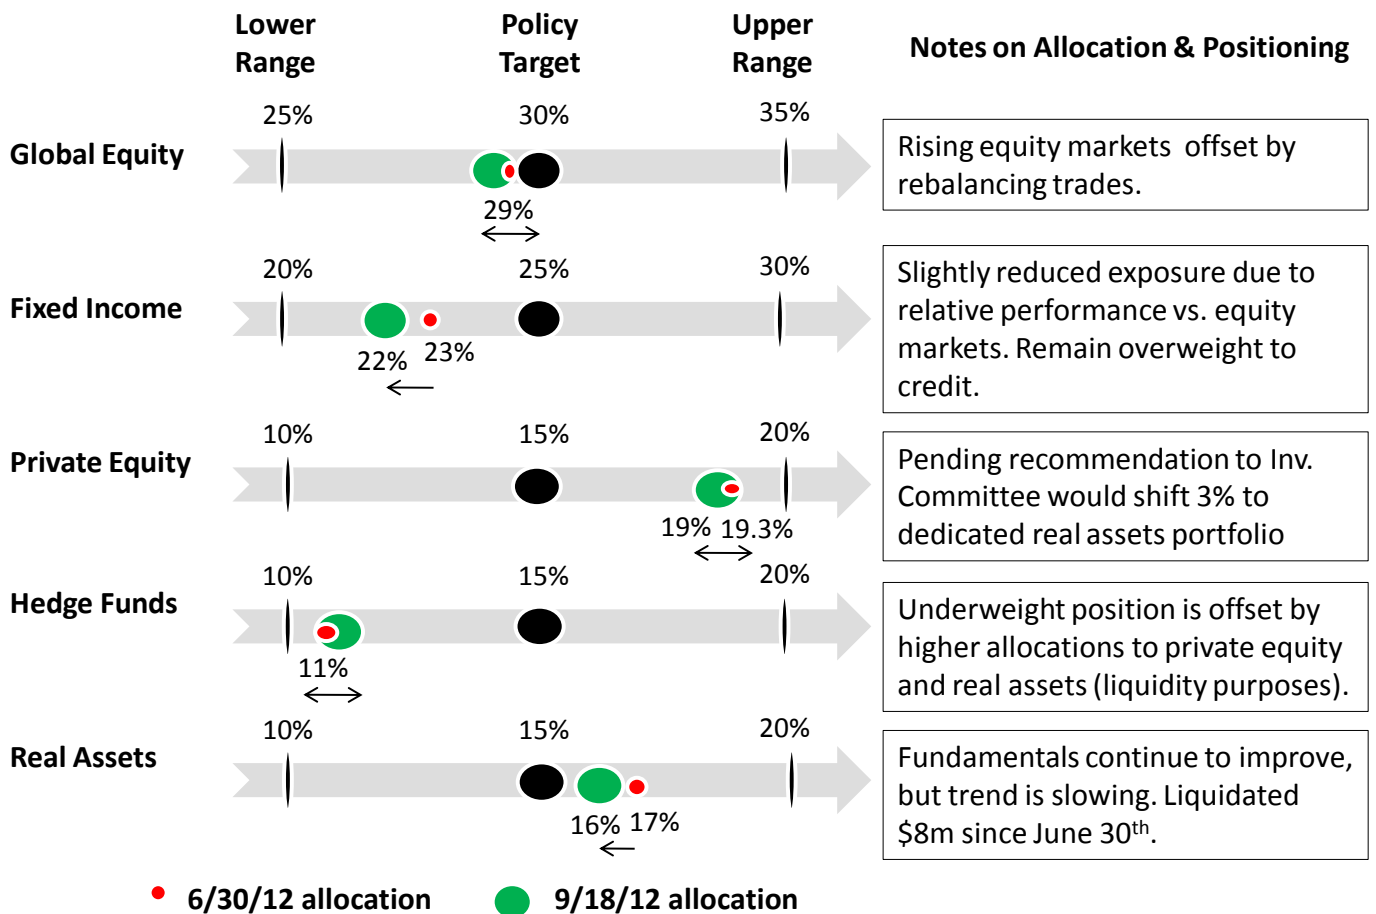 Lower
Range
Policy
Target
Upper
Range
Notes on Allocation & Positioning
Global Equity
25%
30%
35%
29%
Rising equity markets offset by
rebalancing trades.
Fixed Income
20%
25%
30%
22%
23%
Slightly reduced exposure due to
relative performance vs. equity
markets. Remain overweight to
credit.
Private Equity
10%
15%
20%
19%
19.3%
Pending recommendation to Inv.
Committee would shift 3% to
dedicated real assets portfolio
Hedge Funds
10%
15%
20%
11%
Underweight position is offset by
higher allocations to private equity
and real assets (liquidity purposes).
Real Assets
10%
15%
20%
16%
17%
Fundamentals continue to improve,
but trend is slowing. Liquidated
$8m since June 30th.
6/30/12 allocation
9/18/12 allocation